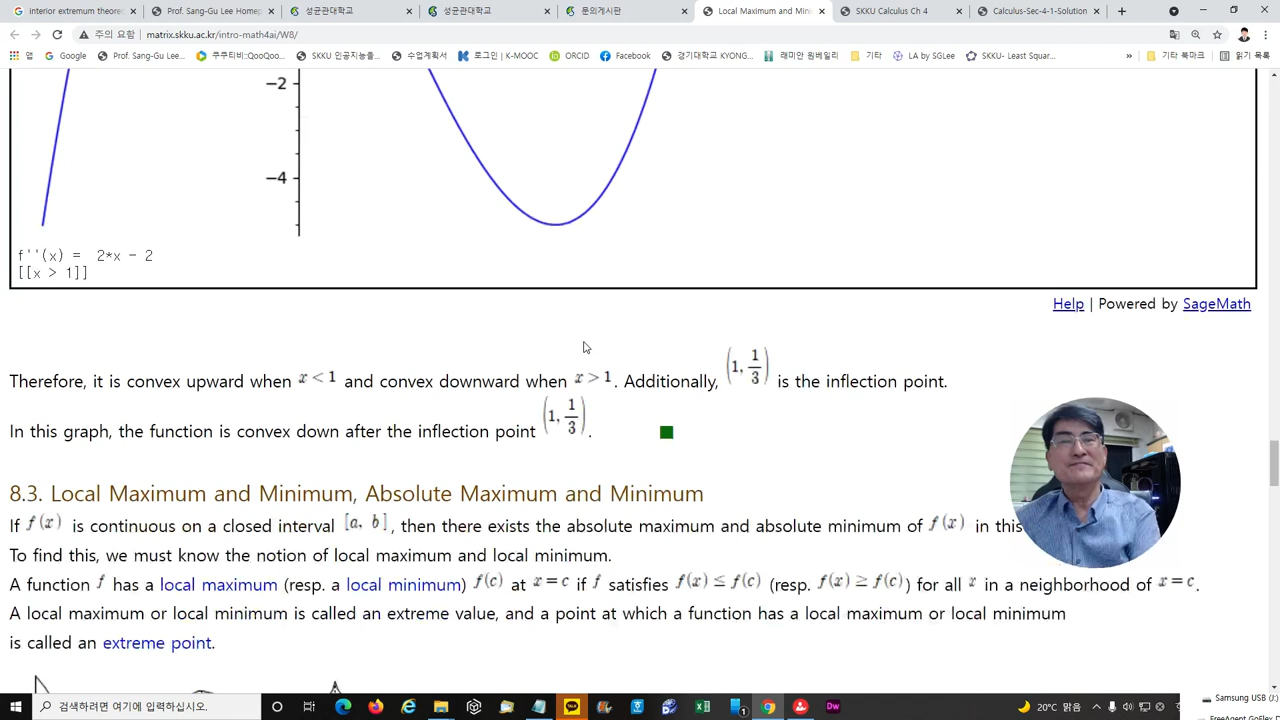 interior extremum theore
Prof. Sang-Gu Lee Homep
성균관대학교
성균관대학교
문의게시판
Local Maximum and Min
SKKU Calculus Ch 4
Calculus-Sec-4-1-Solution
주의 요함 | matrix.skku.ac.kr/intro-math4ai/W8/
앱
Google
Prof. Sang-Gu Lee...
쿠쿠티비::QooQoo...
SKKU 인공지능을...
수업계획서
로그인 | K-MOOC
ORCID
Facebook
경기대학교 KYONG...
래미안 원베일리
기타
LA by SGLee
SKKU- Least Squar...
»
기타 북마크
읽기 목록
−2
−4
f''(x) = 2*x - 2
[[x > 1]]
Help | Powered by SageMath
Therefore, it is convex upward when x < 1 and convex downward when x > 1. Additionally, (1, 1/3) is the inflection point.
In this graph, the function is convex down after the inflection point (1, 1/3).
8.3. Local Maximum and Minimum, Absolute Maximum and Minimum
If f(x) is continuous on a closed interval [a, b], then there exists the absolute maximum and absolute minimum of f(x) in this
To find this, we must know the notion of local maximum and local minimum.
A function f has a local maximum (resp. a local minimum) f(c) at x = c if f satisfies f(x) ≤ f(c) (resp. f(x) ≥ f(c)) for all x in a neighborhood of x = c.
A local maximum or local minimum is called an extreme value, and a point at which a function has a local maximum or local minimum
is called an extreme point.
검색하려면 여기에 입력하십시오.
TALK
Dw
20°C 맑음
Samsung USB (J:)